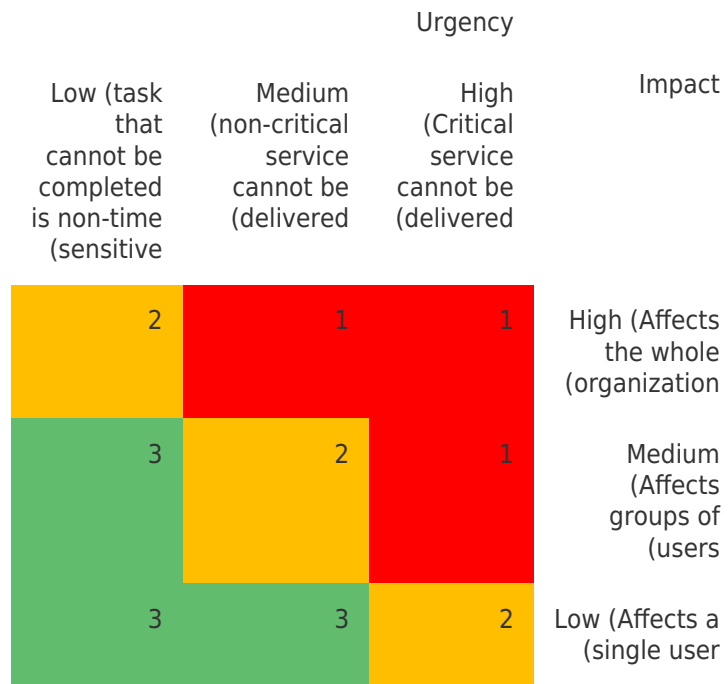 Urgency
Impact
High
(Critical
service
cannot be
(delivered
Medium
(non-critical
service
cannot be
(delivered
Low (task
that
cannot be
completed
is non-time
(sensitive
High (Affects
the whole
(organization
1
1
2
Medium
(Affects
groups of
(users
1
2
3
Low (Affects a
(single user
2
3
3